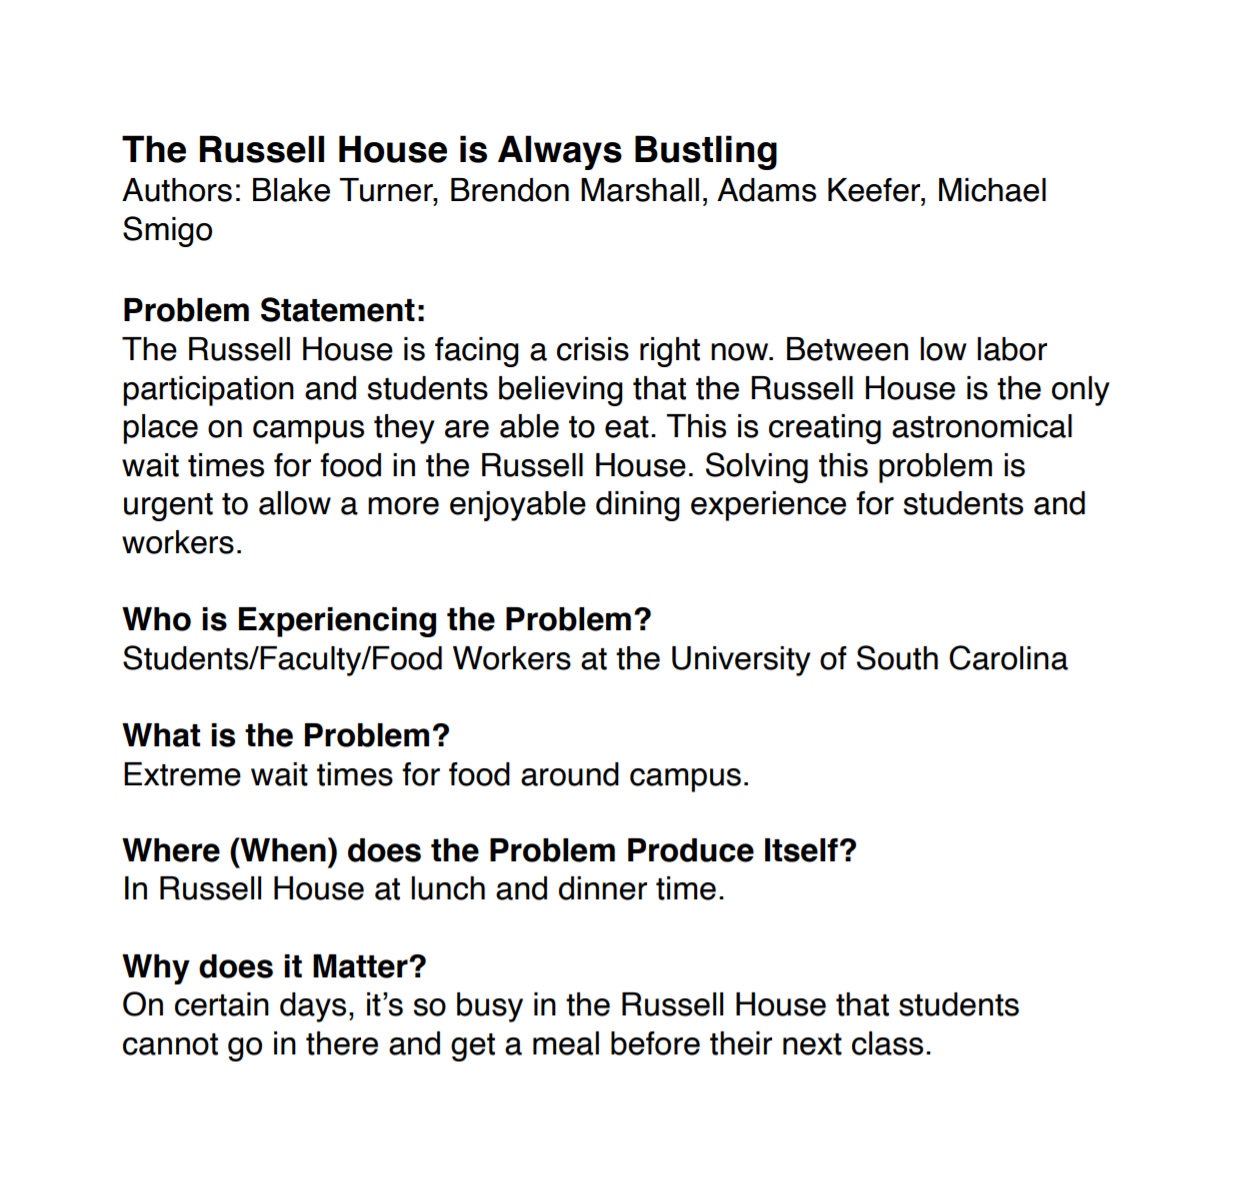 The Russell House is Always Bustling
Authors: Blake Turner, Brendon Marshall, Adams Keefer, Michael
Smigo
Problem Statement:
The Russell House is facing a crisis right now. Between low labor
participation and students believing that the Russell House is the only
place on campus they are able to eat. This is creating astronomical
wait times for food in the Russell House. Solving this problem is
urgent to allow a more enjoyable dining experience for students and
workers.
Who is Experiencing the Problem?
Students/Faculty/Food Workers at the University of South Carolina
What is the Problem?
Extreme wait times for food around campus.
Where (When) does the Problem Produce Itself?
In Russell House at lunch and dinner time.
Why does it Matter?
On certain days, it’s so busy in the Russell House that students
cannot go in there and get a meal before their next class.